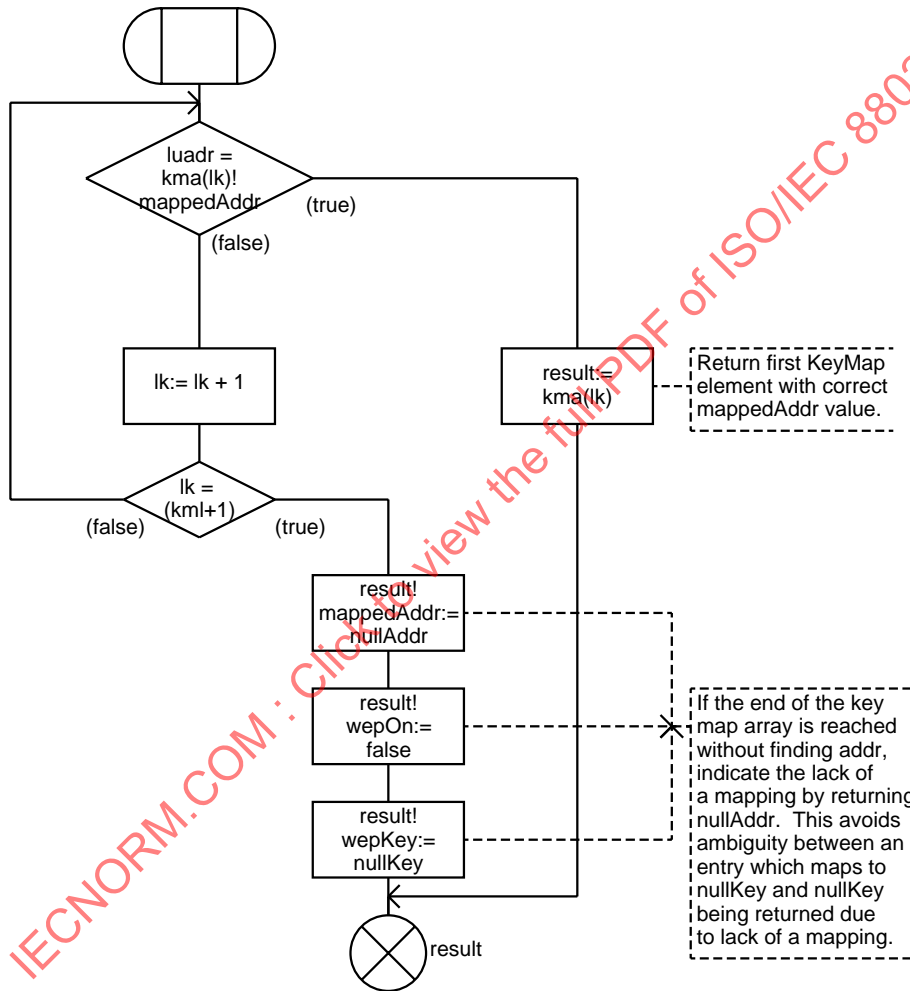 luadr =
kma(lk)!
mappedAddr
(true)
(false)
lk:= lk + 1
result:=
kma(lk)
Return first KeyMap
element with correct
mappedAddr value.
lk =
(kml+1)
(false)
(true)
result!
mappedAddr:=
nullAddr
result!
wepOn:=
false
result!
wepKey:=
nullKey
If the end of the key
map array is reached
without finding addr,
indicate the lack of
a mapping by returning
nullAddr. This avoids
ambiguity between an
entry which maps to
nullKey and nullKey
being returned due
to lack of a mapping.
result
IECNORM.COM : Click to view the full PDF of ISO/IEC